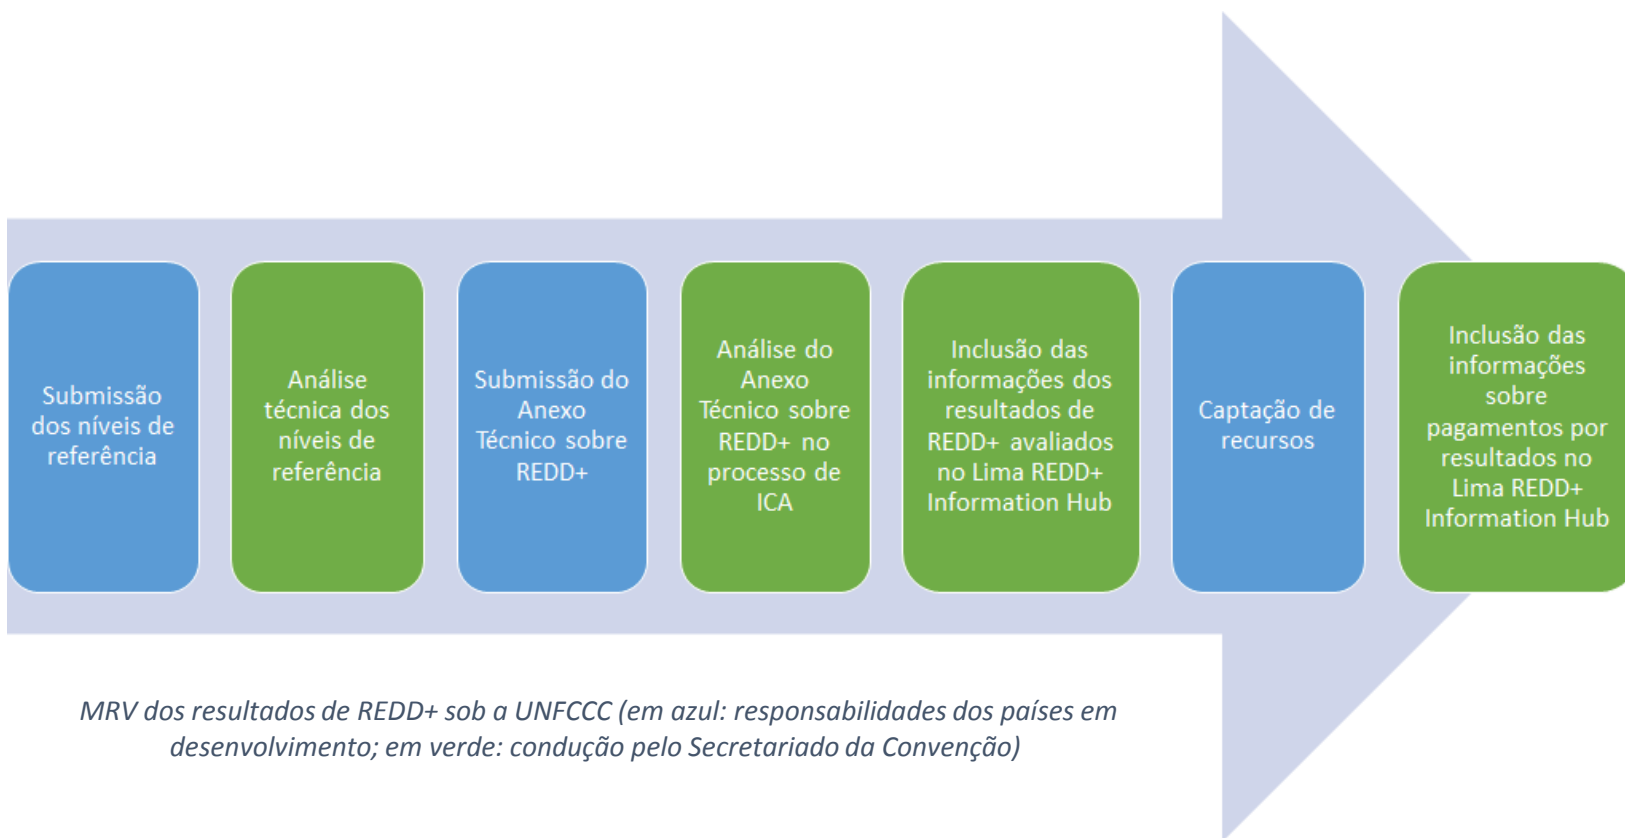 Submissão
dos níveis de
referência
Análise
técnica dos
níveis de
referência
Submissão do
Anexo
Técnico sobre
REDD+
Análise do
Anexo
Técnico sobre
REDD+ no
processo de
ICA
Inclusão das
informações dos
resultados de
REDD+ avaliados
no Lima REDD+
Information Hub
Captação de
recursos
Inclusão das
informações
sobre
pagamentos por
resultados no
Lima REDD+
Information Hub
MRV dos resultados de REDD+ sob a UNFCCC (em azul: responsabilidades dos países em
desenvolvimento; em verde: condução pelo Secretariado da Convenção)